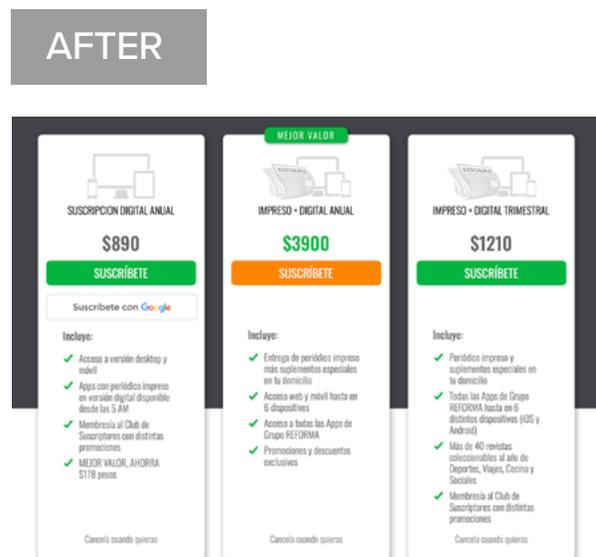 AFTER
MEJOR VALOR
REFORMA
SUSCRIPCION DIGITAL ANUAL
$890
SUSCRÍBETE
Suscríbete con Google
Incluye:
Acceso a versión desktop y
móvil
Apps con periódico impreso
en versión digital disponible
desde las 5 AM
Membresía al Club de
Suscriptores con distintas
promociones
MEJOR VALOR, AHORRA
$178 pesos
Cancela cuando quieras
IMPRESO + DIGITAL ANUAL
$3900
SUSCRÍBETE
Incluye:
Entrega de periódico impreso
más suplementos especiales
en tu domicilio
Acceso web y móvil hasta en
6 dispositivos
Acceso a todas las Apps de
Grupo REFORMA
Promociones y descuentos
exclusivos
Cancela cuando quieras
REFORMA
IMPRESO + DIGITAL TRIMESTRAL
$1210
SUSCRÍBETE
Incluye:
Periódico impreso y
suplementos especiales en
tu domicilio
Todas las Apps de Grupo
REFORMA hasta en 6
distintos dispositivos (iOS y
Android)
Más de 40 revistas
coleccionables al año de
Deportes, Viajes, Cocina y
Sociales
Membresía al Club de
Suscriptores con distintas
promociones
Cancela cuando quieras